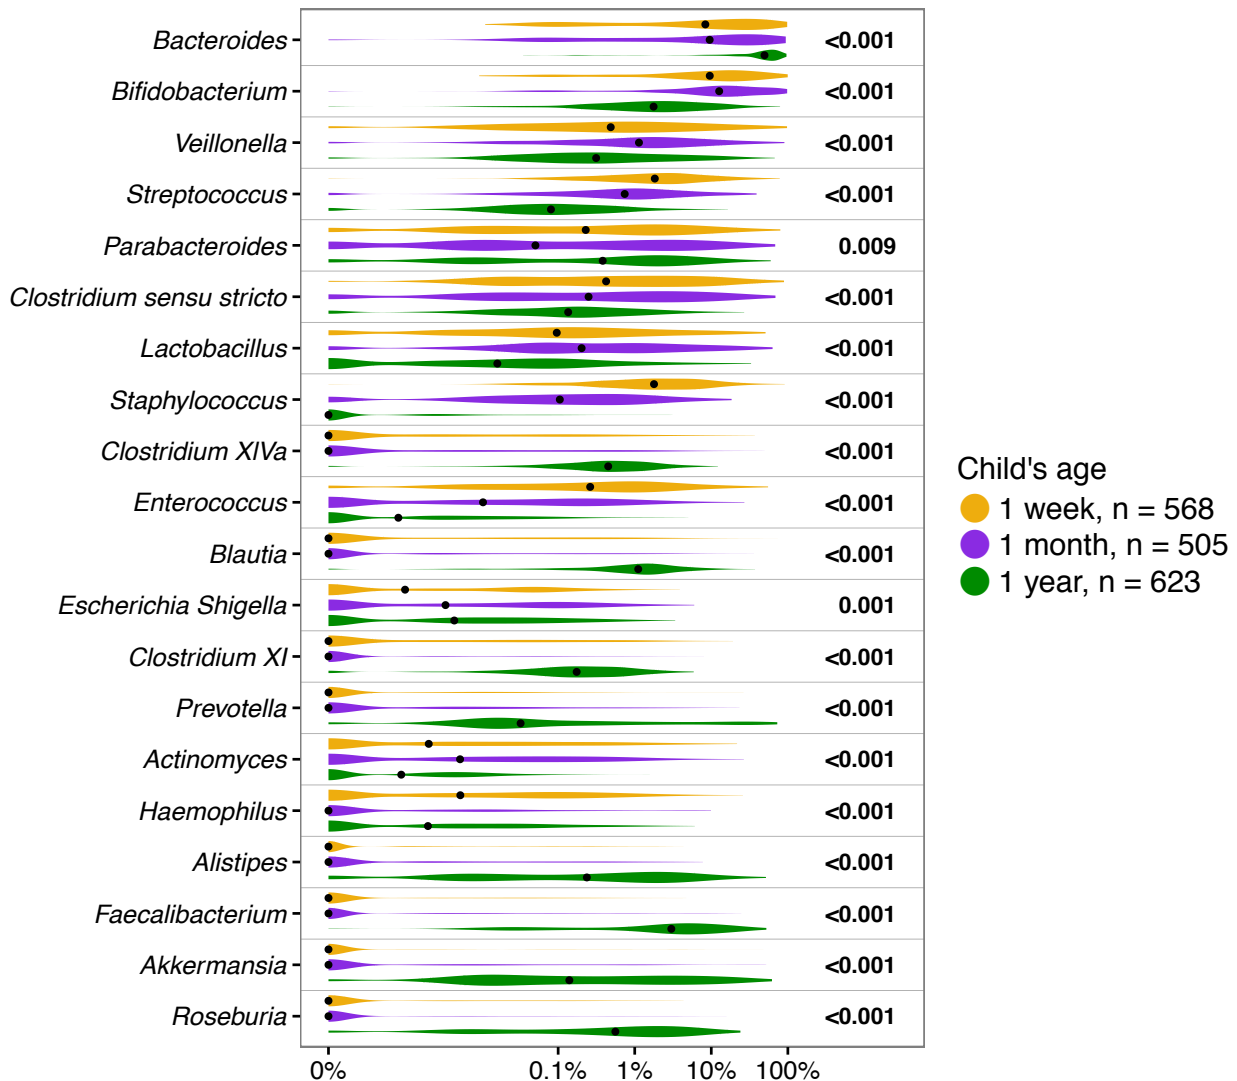 Bacteroides <0.001
Bifidobacterium <0.001
Veillonella <0.001
Streptococcus <0.001
Parabacteroides 0.009
Clostridium sensu stricto <0.001
Lactobacillus <0.001
Staphylococcus <0.001
Clostridium XlVa <0.001
Enterococcus <0.001
Blautia <0.001
Escherichia Shigella 0.001
Clostridium XI <0.001
Prevotella <0.001
Actinomyces <0.001
Haemophilus <0.001
Alistipes <0.001
Faecalibacterium <0.001
Akkermansia <0.001
Roseburia <0.001
0% 0.1% 1% 10% 100%
Child's age
1 week, n = 568
1 month, n = 505
1 year, n = 623